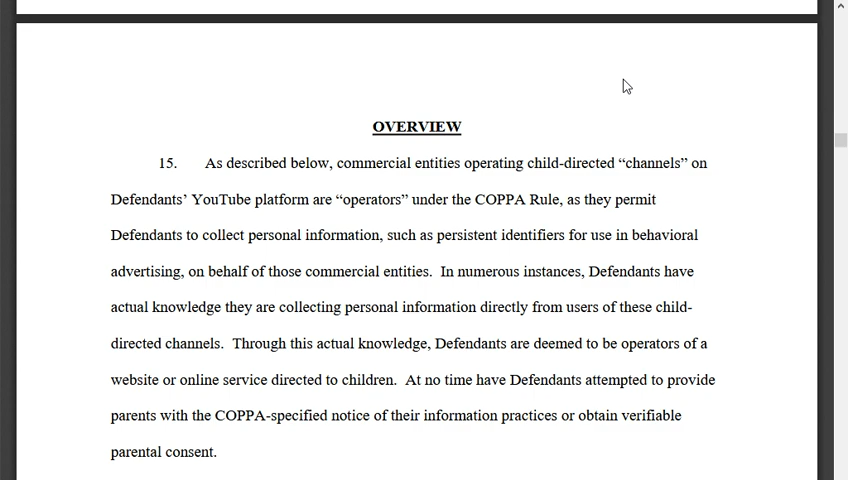 OVERVIEW
15. As described below, commercial entities operating child-directed “channels” on
Defendants’ YouTube platform are “operators” under the COPPA Rule, as they permit
Defendants to collect personal information, such as persistent identifiers for use in behavioral
advertising, on behalf of those commercial entities. In numerous instances, Defendants have
actual knowledge they are collecting personal information directly from users of these child-
directed channels. Through this actual knowledge, Defendants are deemed to be operators of a
website or online service directed to children. At no time have Defendants attempted to provide
parents with the COPPA-specified notice of their information practices or obtain verifiable
parental consent.